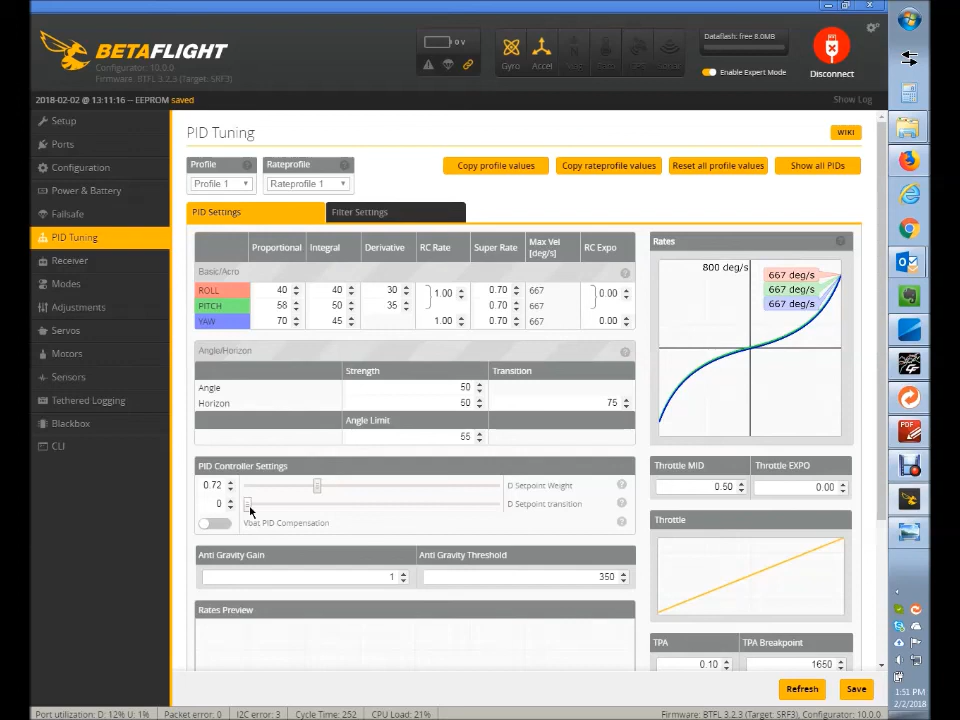 BETAFLIGHT
Configurator: 10.0.0
Firmware: BTFL 3.2.3 (Target: SRF3)
0 V
Gyro
Accel
Dataflash: free 8.0MB
Enable Expert Mode
Disconnect
2018-02-02 @ 13:11:16 -- EEPROM saved
Show Log
Setup
Ports
Configuration
Power & Battery
Failsafe
PID Tuning
Receiver
Modes
Adjustments
Servos
Motors
Sensors
Tethered Logging
Blackbox
CLI
PID Tuning
WIKI
Profile
Rateprofile
Profile 1
Rateprofile 1
Copy profile values
Copy rateprofile values
Reset all profile values
Show all PIDs
PID Settings
Filter Settings
Proportional Integral Derivative RC Rate Super Rate Max Vel [deg/s] RC Expo
Basic/Acro
ROLL 40 40 30 1.00 0.70 667 0.00
PITCH 58 50 35 0.70 667
YAW 70 45 1.00 0.70 667 0.00
Angle/Horizon
Strength Transition
Angle 50
Horizon 50 75
Angle Limit
55
PID Controller Settings
0.72 D Setpoint Weight
0 D Setpoint transition
Vbat PID Compensation
Anti Gravity Gain Anti Gravity Threshold
1 350
Rates Preview
Rates
800 deg/s
667 deg/s
667 deg/s
667 deg/s
Throttle MID Throttle EXPO
0.50 0.00
Throttle
TPA TPA Breakpoint
0.10 1650
Refresh
Save
PDF
1:51 PM
2/2/2018
Port utilization: D: 12% U: 1% Packet error: 0 I2C error: 3 Cycle Time: 252 CPU Load: 21% Firmware: BTFL 3.2.3 (Target: SRF3), Configurator: 10.0.0